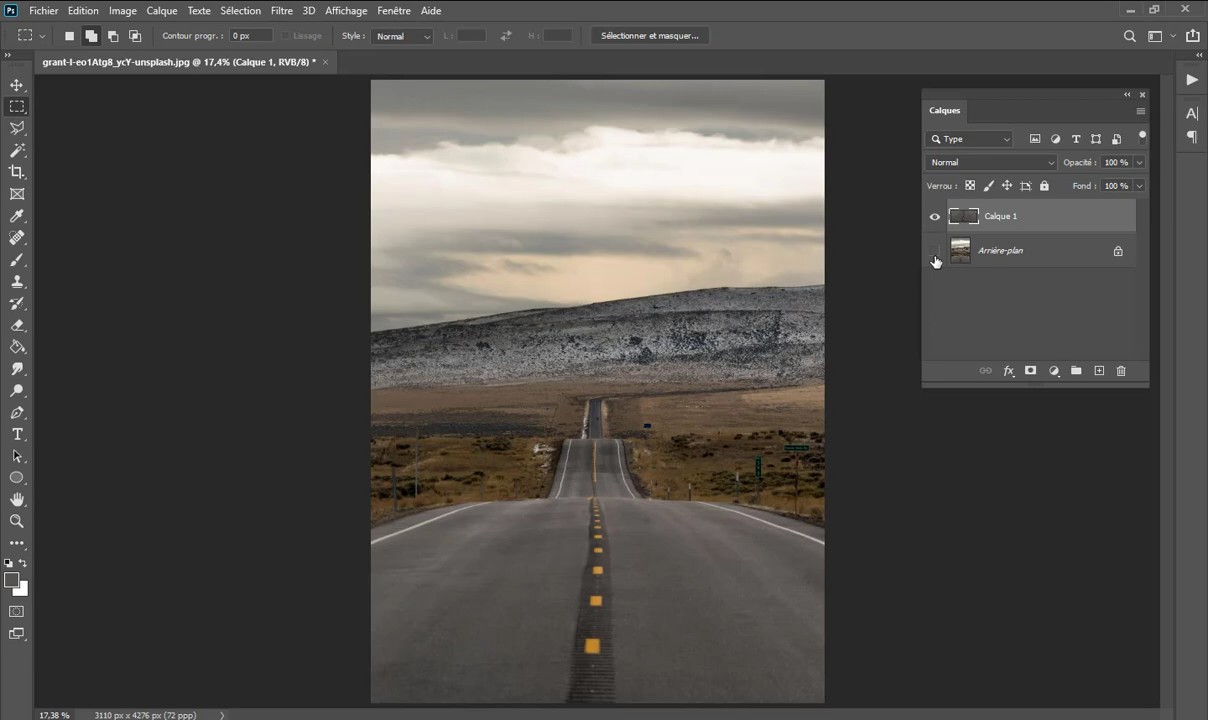 Ps Fichier Edition Image Calque Texte Sélection Filtre 3D Affichage Fenêtre Aide
Contour progr. : 0 px Lissage Style : Normal L : H : Sélectionner et masquer...
grant-l-eo1Atg8_ycY-unsplash.jpg @ 17,4% (Calque 1, RVB/8) *
Calques
Type
Normal Opacité : 100 %
Verrou : Fond : 100 %
Calque 1
Arrière-plan
17,38 % 3110 px x 4276 px (72 ppp)